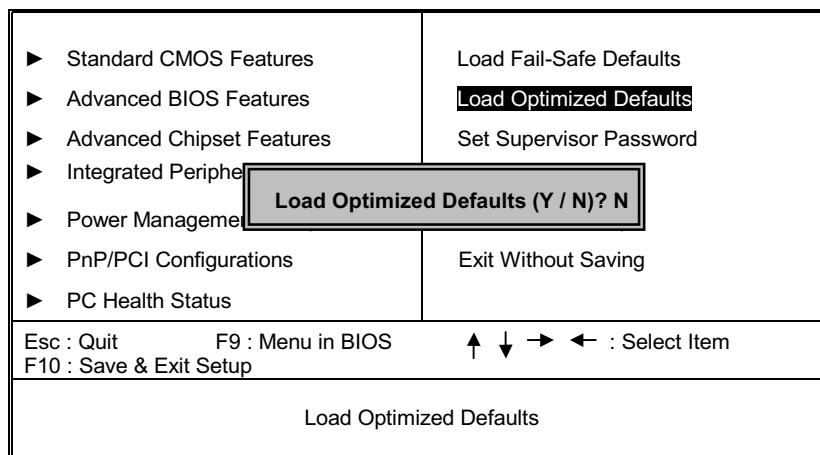 ► Standard CMOS Features
► Advanced BIOS Features
► Advanced Chipset Features
► Integrated Periphe
► Power Manageme
► PnP/PCI Configurations
► PC Health Status
Load Fail-Safe Defaults
Load Optimized Defaults
Set Supervisor Password
Exit Without Saving
Load Optimized Defaults (Y / N)? N
Esc : Quit F9 : Menu in BIOS ↑ ↓ → ← : Select Item
F10 : Save & Exit Setup
Load Optimized Defaults